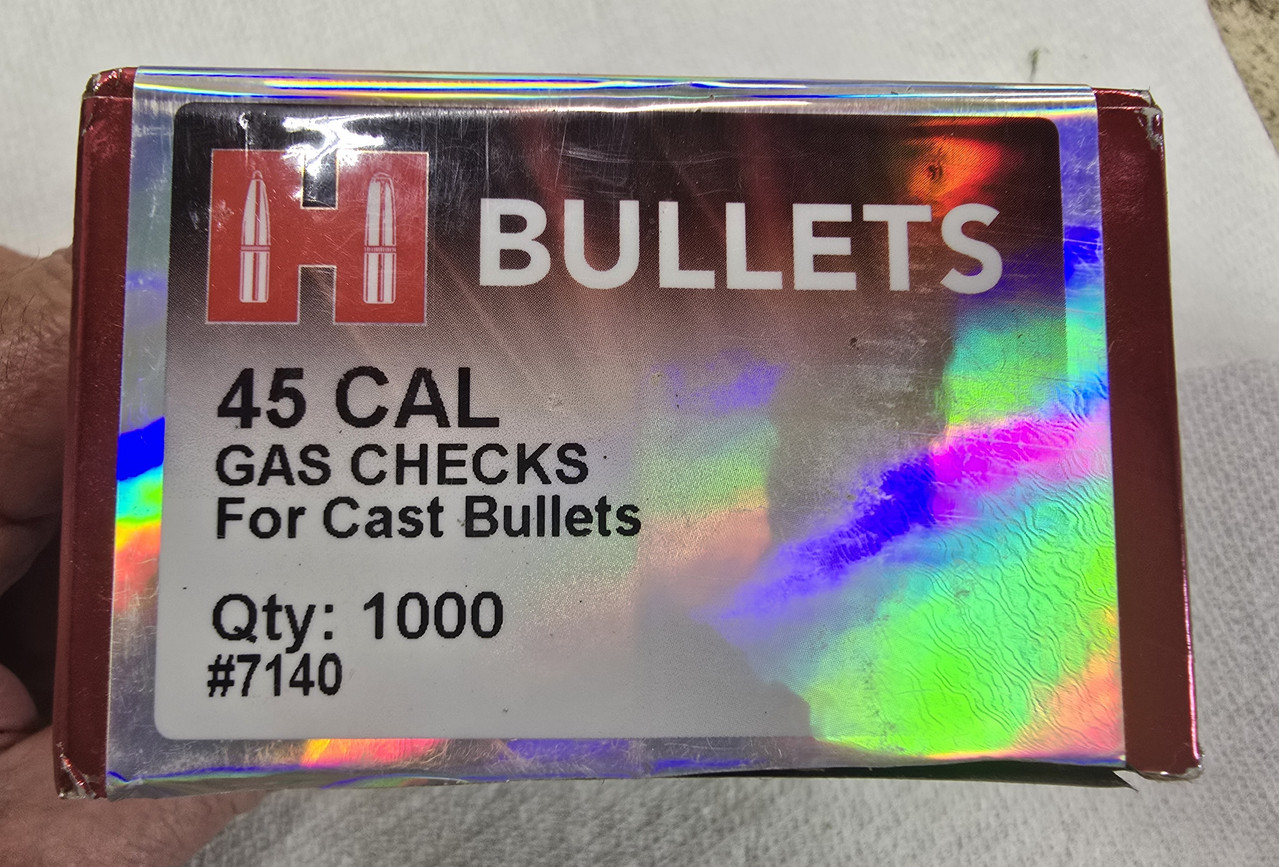 H BULLETS
45 CAL
GAS CHECKS
For Cast Bullets
Qty: 1000
#7140